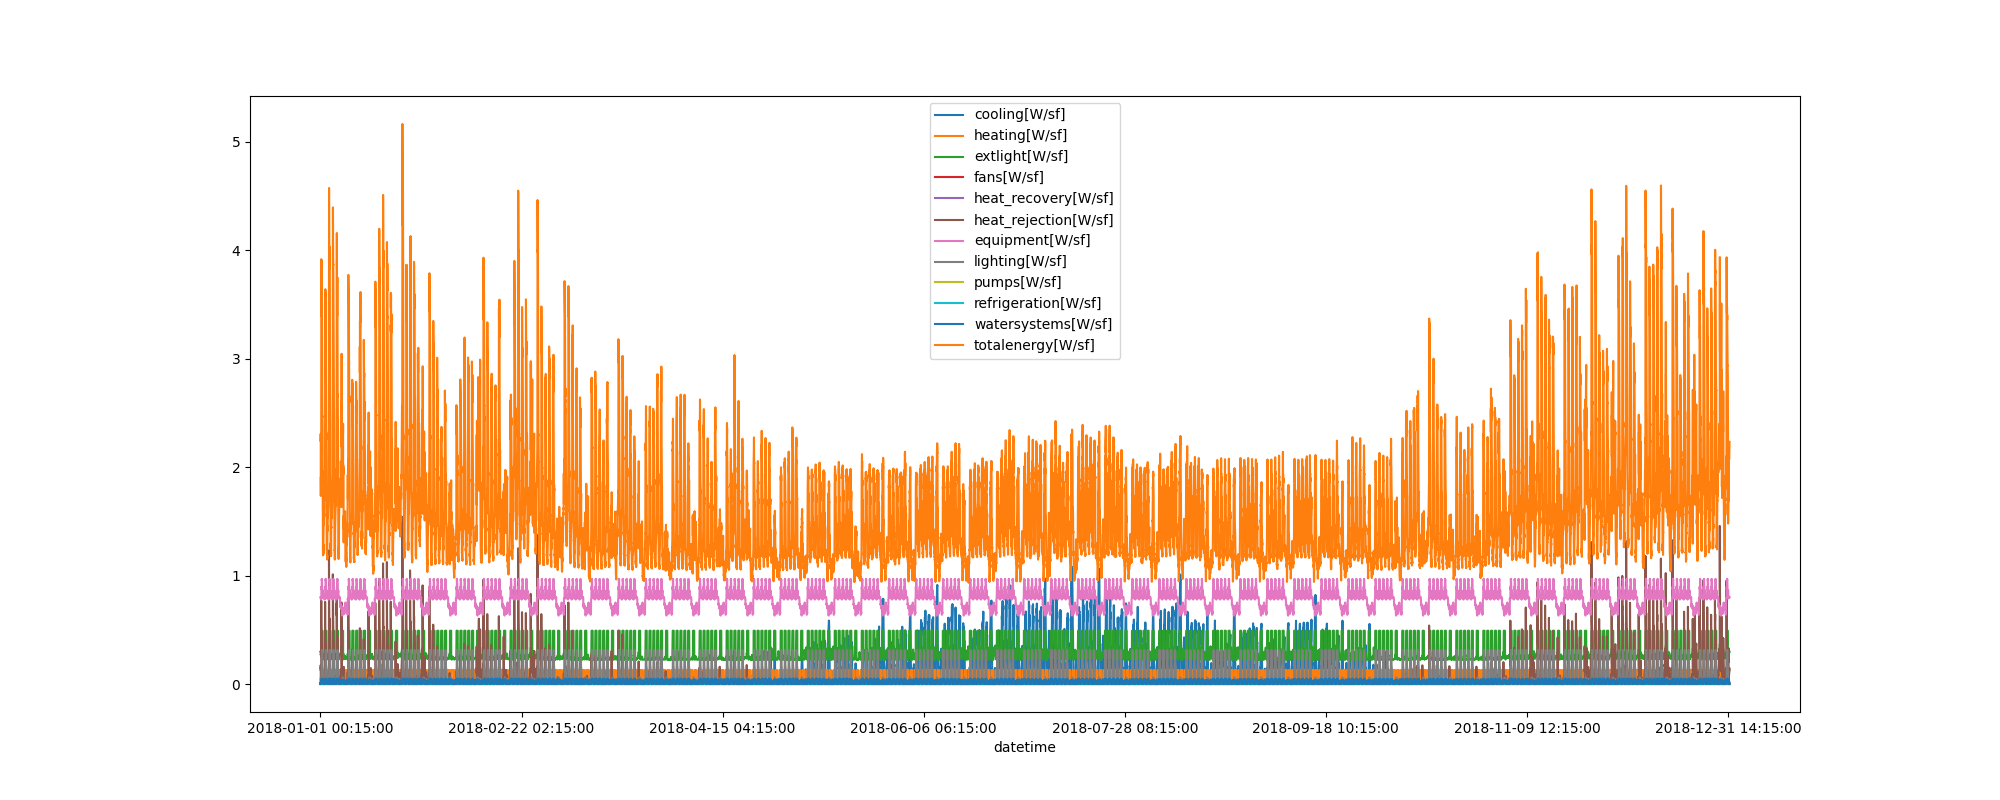 5
4
3
2
1
0
cooling[W/sf]
heating[W/sf]
extlight[W/sf]
fans[W/sf]
heat_recovery[W/sf]
heat_rejection[W/sf]
equipment[W/sf]
lighting[W/sf]
pumps[W/sf]
refrigeration[W/sf]
watersystems[W/sf]
totalenergy[W/sf]
2018-01-01 00:15:00
2018-02-22 02:15:00
2018-04-15 04:15:00
2018-06-06 06:15:00
2018-07-28 08:15:00
2018-09-18 10:15:00
2018-11-09 12:15:00
2018-12-31 14:15:00
datetime